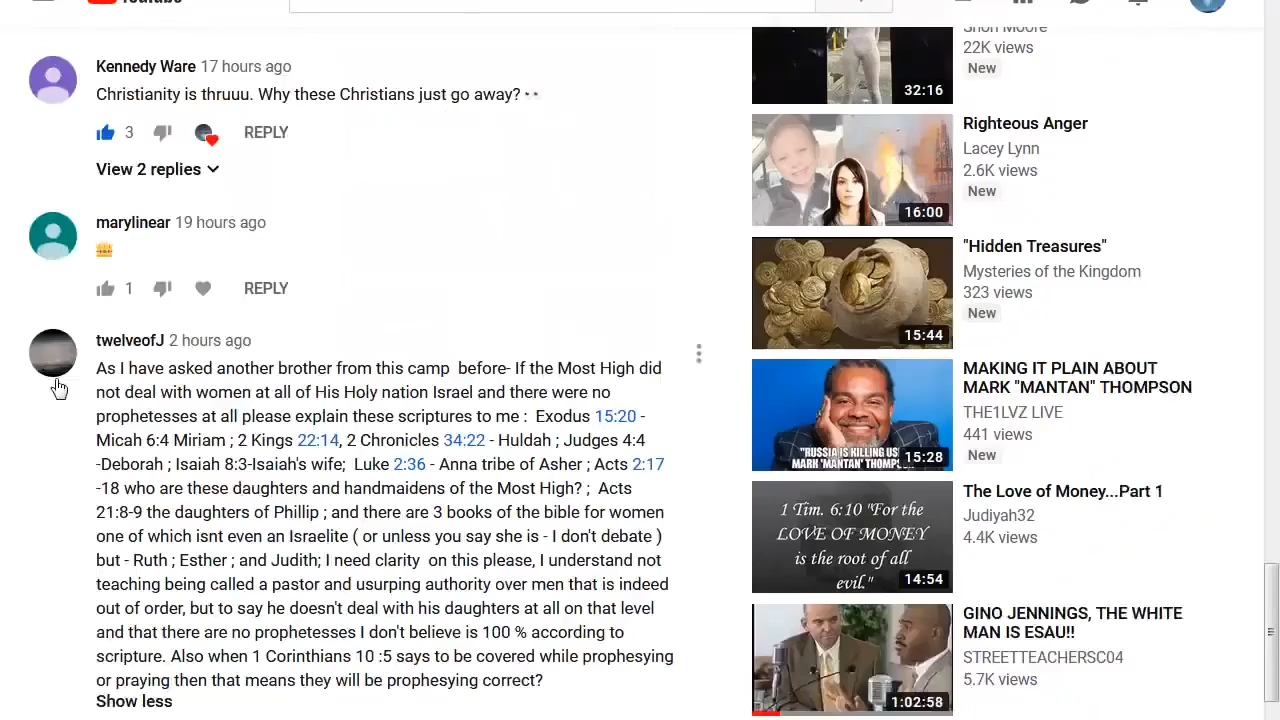 YouTube
Kennedy Ware 17 hours ago
Christianity is thruuu. Why these Christians just go away? 👀
3 REPLY
View 2 replies
marylinear 19 hours ago
1 REPLY
twelveofJ 2 hours ago
As I have asked another brother from this camp  before- If the Most High did
not deal with women at all of His Holy nation Israel and there were no
prophetesses at all please explain these scriptures to me :  Exodus 15:20 -
Micah 6:4 Miriam ; 2 Kings 22:14, 2 Chronicles 34:22 - Huldah ; Judges 4:4
-Deborah ; Isaiah 8:3-Isaiah's wife;  Luke 2:36 - Anna tribe of Asher ; Acts 2:17
-18 who are these daughters and handmaidens of the Most High? ;  Acts
21:8-9 the daughters of Phillip ; and there are 3 books of the bible for women
one of which isnt even an Israelite ( or unless you say she is - I don't debate )
but - Ruth ; Esther ; and Judith; I need clarity  on this please, I understand not
teaching being called a pastor and usurping authority over men that is indeed
out of order, but to say he doesn't deal with his daughters at all on that level
and that there are no prophetesses I don't believe is 100 % according to
scripture. Also when 1 Corinthians 10 :5 says to be covered while prophesying
or praying then that means they will be prophesying correct?
Show less
Shon Moore
22K views
New
32:16
Righteous Anger
Lacey Lynn
2.6K views
New
16:00
"Hidden Treasures"
Mysteries of the Kingdom
323 views
New
15:44
MAKING IT PLAIN ABOUT
MARK "MANTAN" THOMPSON
THE1LVZ LIVE
441 views
New
"RUSSIA IS KILLING US
MARK 'MANTAN' THOMPS
15:28
The Love of Money...Part 1
Judiyah32
4.4K views
1 Tim. 6:10 "For the
LOVE OF MONEY
is the root of all
evil."
14:54
GINO JENNINGS, THE WHITE
MAN IS ESAU!!
STREETTEACHERSC04
5.7K views
1:02:58